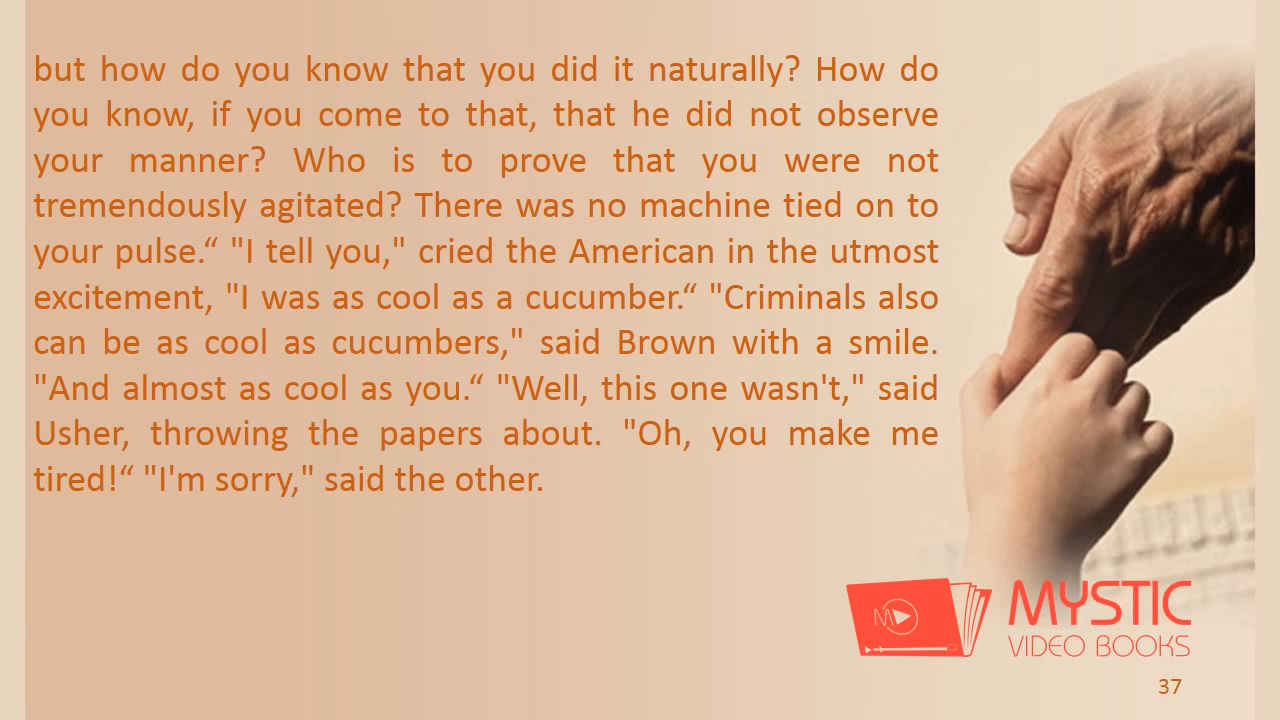 but how do you know that you did it naturally? How do
you know, if you come to that, that he did not observe
your manner? Who is to prove that you were not
tremendously agitated? There was no machine tied on to
your pulse.“ "I tell you," cried the American in the utmost
excitement, "I was as cool as a cucumber.“ "Criminals also
can be as cool as cucumbers," said Brown with a smile.
"And almost as cool as you.“ "Well, this one wasn't," said
Usher, throwing the papers about. "Oh, you make me
tired!“ "I'm sorry," said the other.
MYSTIC
VIDEO BOOKS
37